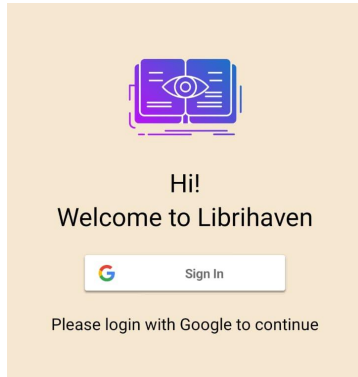 Hi!
Welcome to Librihaven
Sign In
Please login with Google to continue